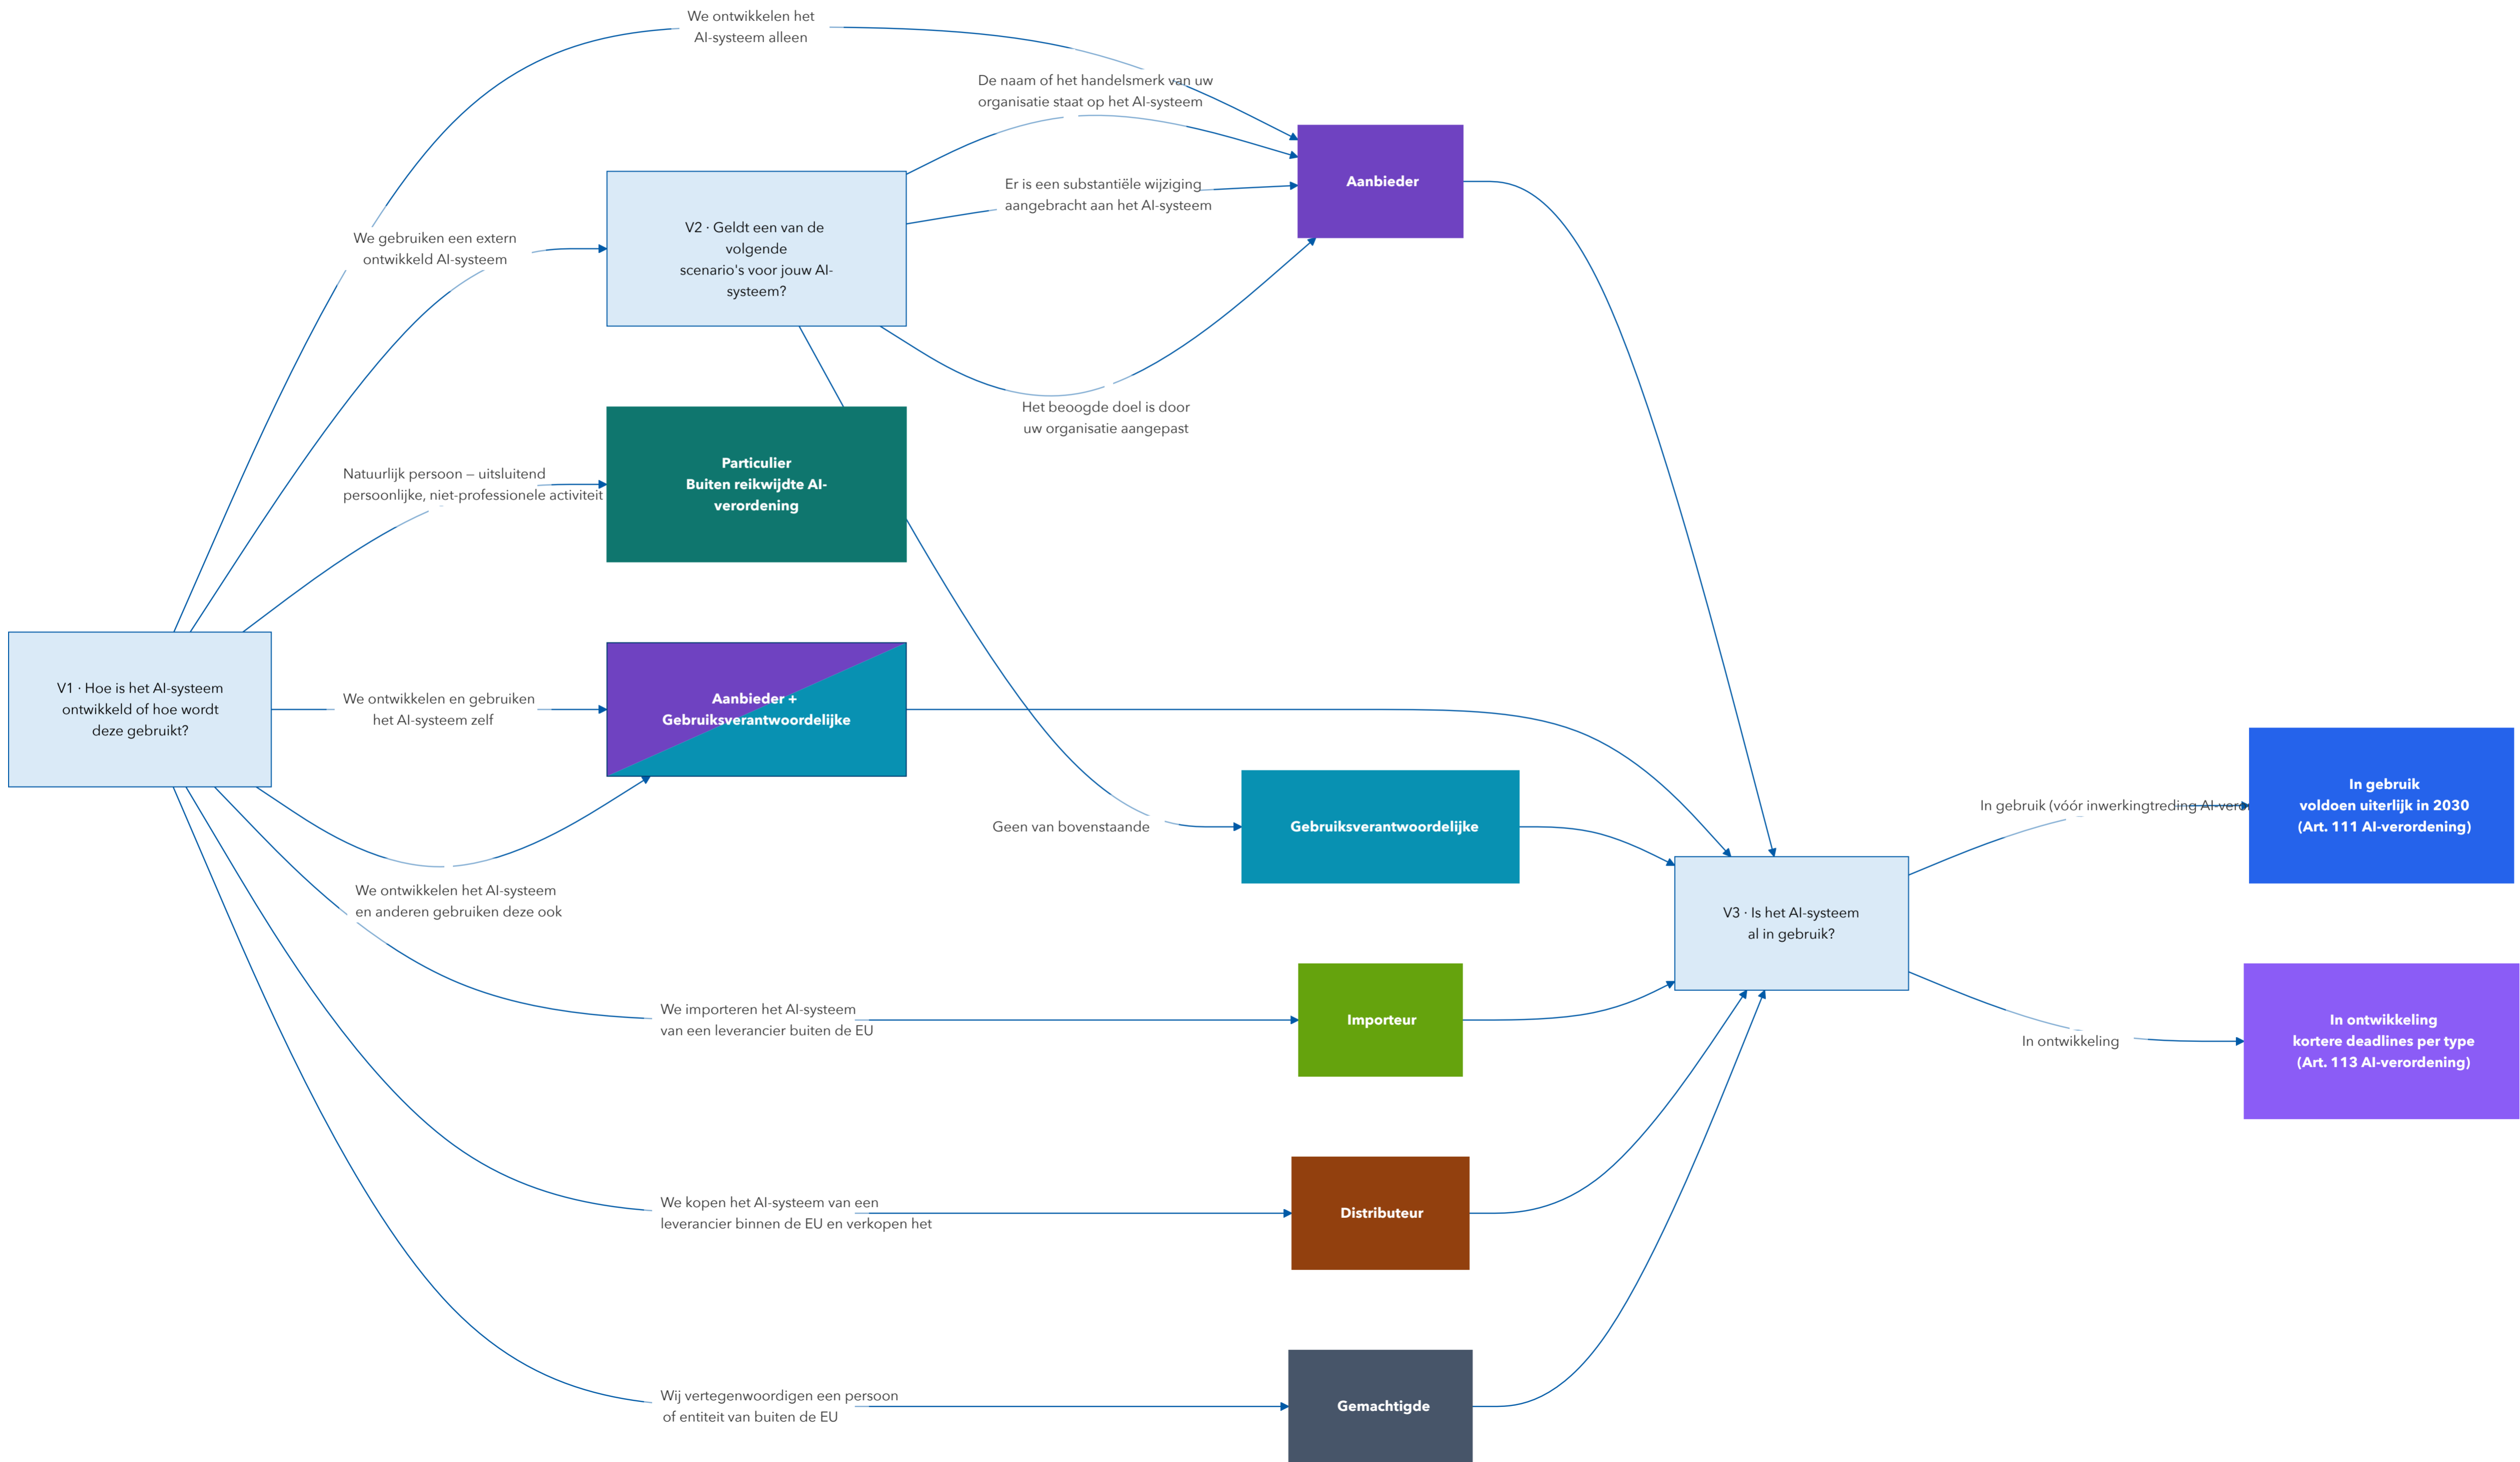 We ontwikkelen het
AI-systeem alleen
De naam of het handelsmerk van uw
organisatie staat op het AI-systeem
Aanbieder
Er is een substantiële wijziging
aangebracht aan het AI-systeem
V2 · Geldt een van de
volgende
scenario's voor jouw AI-
systeem?
We gebruiken een extern
ontwikkeld AI-systeem
Het beoogde doel is door
uw organisatie aangepast
Natuurlijk persoon – uitsluitend
persoonlijke, niet-professionele activiteit
Particulier
Buiten reikwijdte AI-
verordening
V1 · Hoe is het AI-systeem
ontwikkeld of hoe wordt
deze gebruikt?
We ontwikkelen en gebruiken
het AI-systeem zelf
Aanbieder +
Gebruiksverantwoordelijke
We ontwikkelen het AI-systeem
en anderen gebruiken deze ook
Geen van bovenstaande
Gebruiksverantwoordelijke
V3 · Is het AI-systeem
al in gebruik?
In gebruik (vóór inwerkingtreding
In gebruik
voldoen uiterlijk in 2030
(Art. 111 AI-verordening)
We importeren het AI-systeem
van een leverancier buiten de EU
Importeur
In ontwikkeling
In ontwikkeling
kortere deadlines per type
(Art. 113 AI-verordening)
We kopen het AI-systeem van een
leverancier binnen de EU en verkopen het
Distributeur
Wij vertegenwoordigen een persoon
of entiteit van buiten de EU
Gemachtigde